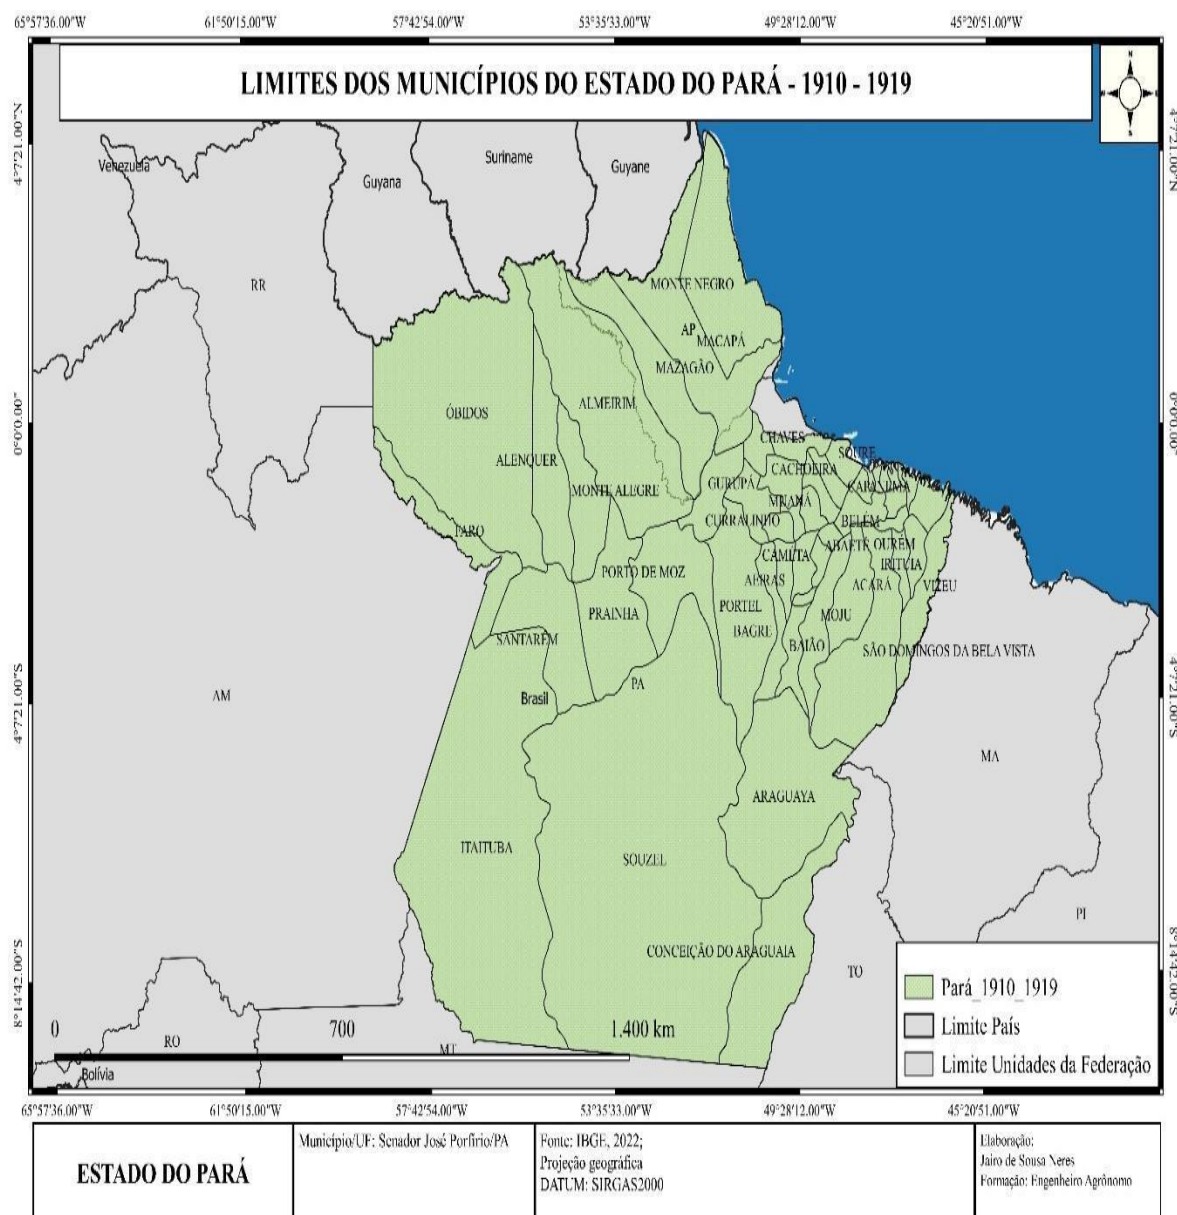 65°57'36.00"W 61°50'15.00"W 57°42'54.00"W 53°35'33.00"W 49°28'12.00"W 45°20'51.00"W
LIMITES DOS MUNICÍPIOS DO ESTADO DO PARÁ - 1910 - 1919
N
S
4°7'21.00"N
4°7'21.00"N
Venezuela
Guyana
Suriname
Guyane
RR
MONTE NEGRO
AP
MACAPÁ
MAZAGÃO
ALMEIRIM
ÓBIDOS
0°0'0.00"
0°0'0.00"
CHAVES
SOURE
ALENQUER
CACHOEIRA
MONTE ALEGRE
GURUPÁ
CAPANEMA
MUANÁ
CURRALINHO
BELÉM
FARO
ABAETÉ
OURÉM
CAMETA
IRITUIA
PORTO DE MOZ
AEIRAS
ACARÁ
VIZEU
PRAINHA
PORTEL
MOJU
BAGRE
SANTARÉM
BAIÃO
SÃO DOMINGOS DA BELA VISTA
AM
Brasil
PA
4°7'21.00"S
4°7'21.00"S
MA
ARAGUAYA
ITAITUBA
SOUZEL
PI
CONCEIÇÃO DO ARAGUAIA
TO
8°14'42.00"S
8°14'42.00"S
Pará_1910_1919
Limite País
Limite Unidades da Federação
0 700 1.400 km
RO
MT
Bolívia
65°57'36.00"W 61°50'15.00"W 57°42'54.00"W 53°35'33.00"W 49°28'12.00"W 45°20'51.00"W
ESTADO DO PARÁ
Município/UF: Senador José Porfírio/PA
Fonte: IBGE, 2022;
Projeção geográfica
DATUM: SIRGAS2000
Elaboração:
Jairo de Sousa Neres
Formação: Engenheiro Agrônomo